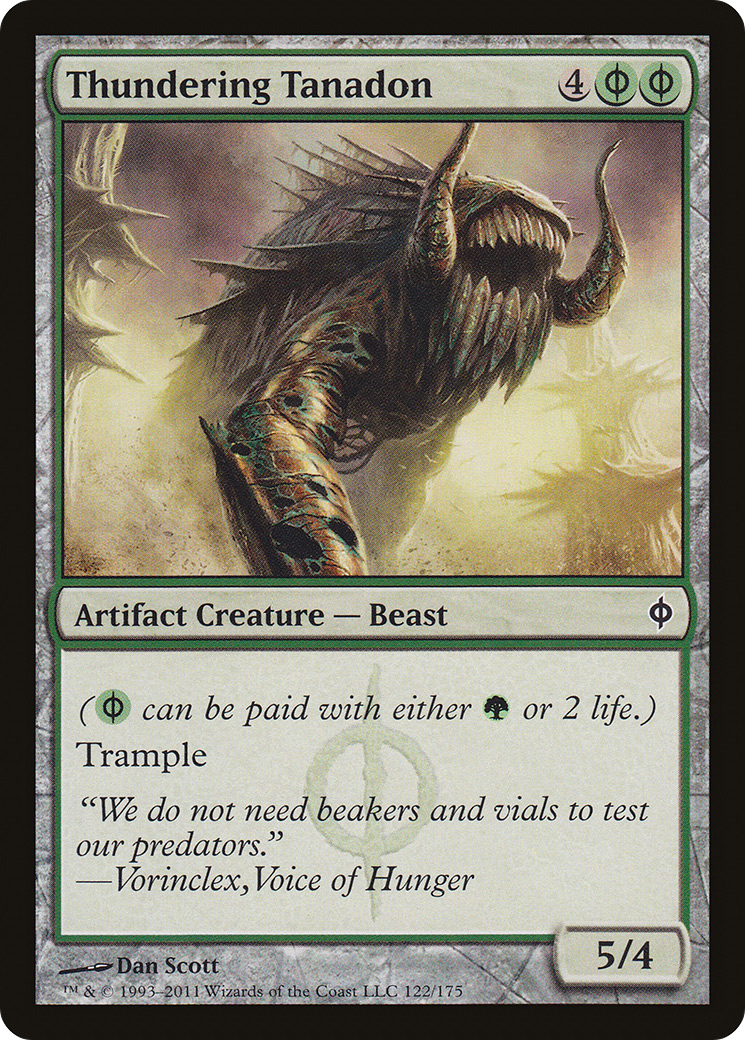 Thundering Tanadon 4
Artifact Creature — Beast
( can be paid with either or 2 life.)
Trample
“We do not need beakers and vials to test
our predators.”
—Vorinclex, Voice of Hunger
5/4
Dan Scott
™ & © 1993–2011 Wizards of the Coast LLC 122/175